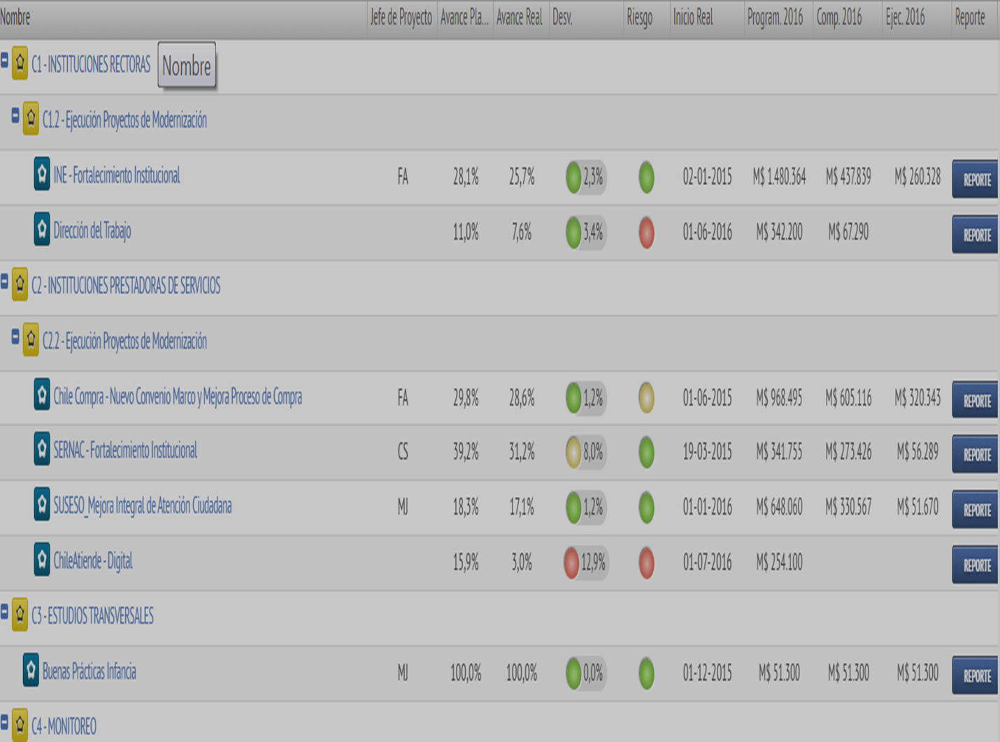 Nombre Jefe de Proyecto Avance Pla... Avance Real Desv. Riesgo Inicio Real Program. 2016 Comp. 2016 Ejec. 2016 Reporte
C1 - INSTITUCIONES RECTORAS Nombre
C1.2 - Ejecución Proyectos de Modernización
INE - Fortalecimiento Institucional FA 28,1% 25,7% 2,3% 02-01-2015 M$ 1.480.364 M$ 437.839 M$ 260.328 REPORTE
Dirección del Trabajo 11,0% 7,6% 3,4% 01-06-2016 M$ 342.200 M$ 67.290 REPORTE
C2 - INSTITUCIONES PRESTADORAS DE SERVICIOS
C2.2 - Ejecución Proyectos de Modernización
Chile Compra - Nuevo Convenio Marco y Mejora Proceso de Compra FA 29,8% 28,6% 1,2% 01-06-2015 M$ 968.495 M$ 605.116 M$ 320.343 REPORTE
SERNAC - Fortalecimiento Institucional CS 39,2% 31,2% 8,0% 19-03-2015 M$ 341.755 M$ 273.426 M$ 56.289 REPORTE
SUSESO_Mejora Integral de Atención Ciudadana MJ 18,3% 17,1% 1,2% 01-01-2016 M$ 648.060 M$ 330.567 M$ 51.670 REPORTE
ChileAtiende - Digital 15,9% 3,0% 12,9% 01-07-2016 M$ 254.100 REPORTE
C3 - ESTUDIOS TRANSVERSALES
Buenas Prácticas Infancia MJ 100,0% 100,0% 0,0% 01-12-2015 M$ 51.300 M$ 51.300 M$ 51.300 REPORTE
C4 - MONITOREO